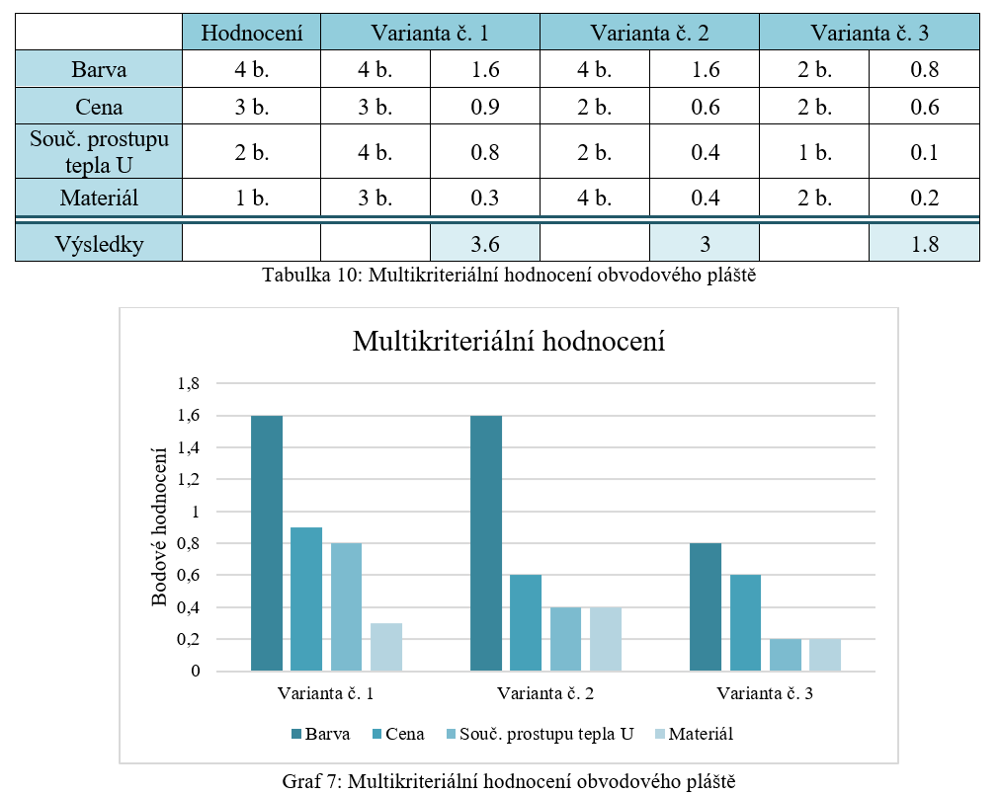 Hodnocení Varianta č. 1 Varianta č. 2 Varianta č. 3
Barva 4 b. 4 b. 1.6 4 b. 1.6 2 b. 0.8
Cena 3 b. 3 b. 0.9 2 b. 0.6 2 b. 0.6
Souč. prostupu
tepla U 2 b. 4 b. 0.8 2 b. 0.4 1 b. 0.1
Materiál 1 b. 3 b. 0.3 4 b. 0.4 2 b. 0.2
Výsledky 3.6 3 1.8
Tabulka 10: Multikriteriální hodnocení obvodového pláště
Multikriteriální hodnocení
Bodové hodnocení
1,8
1,6
1,4
1,2
1
0,8
0,6
0,4
0,2
0
Varianta č. 1 Varianta č. 2 Varianta č. 3
Barva Cena Souč. prostupu tepla U Materiál
Graf 7: Multikriteriální hodnocení obvodového pláště